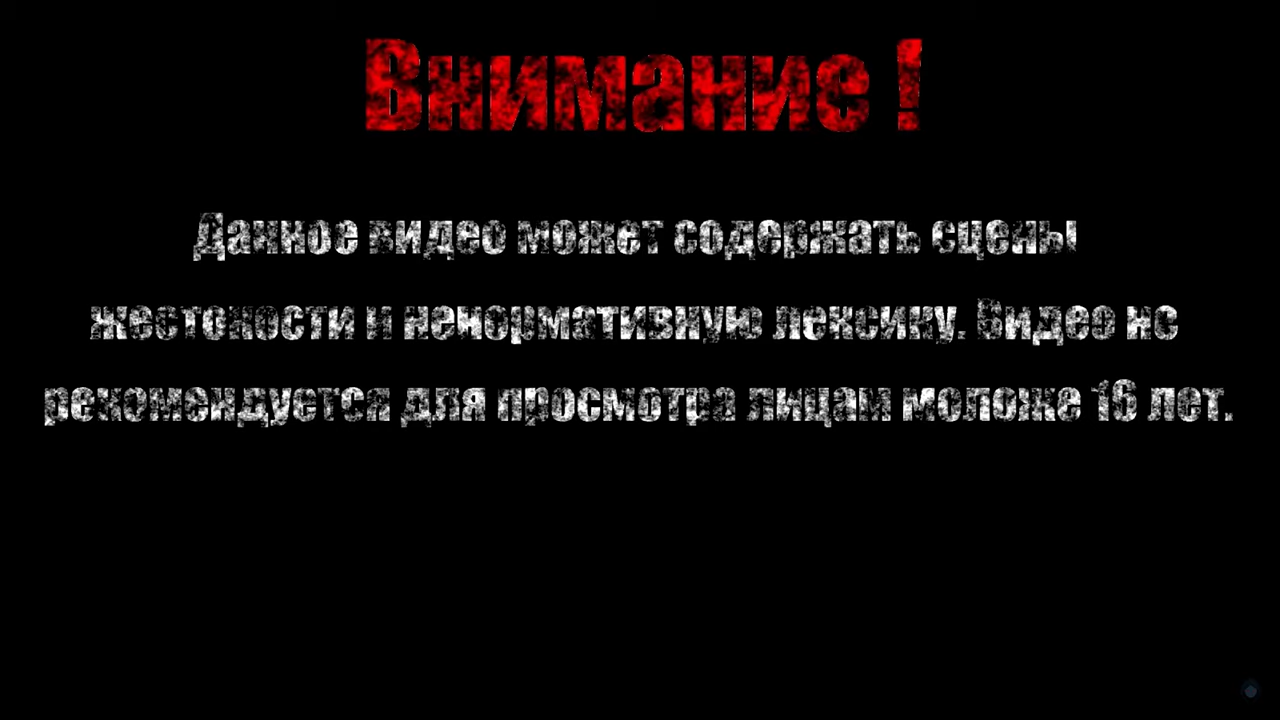 Внимание !
Данное видео может содержать сцены
жестокости и ненормативную лексику. Видео не
рекомендуется для просмотра лицам моложе 16 лет.